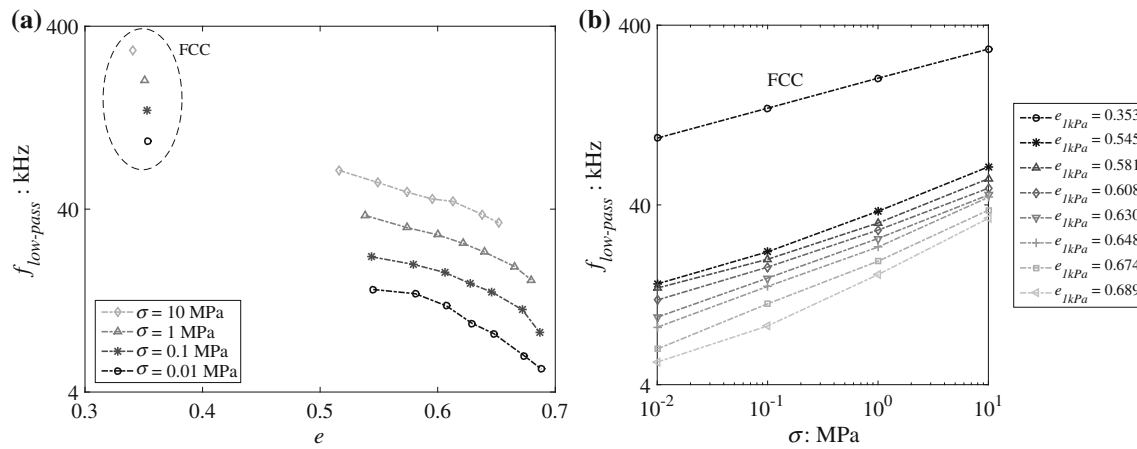 (a)
400
40
4
f_low-pass : kHz
FCC
σ = 10 MPa
σ = 1 MPa
σ = 0.1 MPa
σ = 0.01 MPa
0.3 0.4 0.5 0.6 0.7
e
(b)
400
40
4
f_low-pass : kHz
FCC
10^-2 10^-1 10^0 10^1
σ: MPa
e_1kPa = 0.353
e_1kPa = 0.545
e_1kPa = 0.581
e_1kPa = 0.608
e_1kPa = 0.630
e_1kPa = 0.648
e_1kPa = 0.674
e_1kPa = 0.689